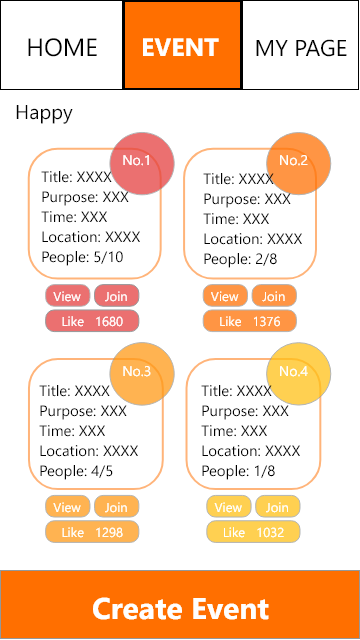 HOME EVENT MY PAGE
Happy
No.1
Title: XXXX
Purpose: XXX
Time: XXX
Location: XXXX
People: 5/10
View Join
Like 1680
No.2
Title: XXXX
Purpose: XXX
Time: XXX
Location: XXXX
People: 2/8
View Join
Like 1376
No.3
Title: XXXX
Purpose: XXX
Time: XXX
Location: XXXX
People: 4/5
View Join
Like 1298
No.4
Title: XXXX
Purpose: XXX
Time: XXX
Location: XXXX
People: 1/8
View Join
Like 1032
Create Event